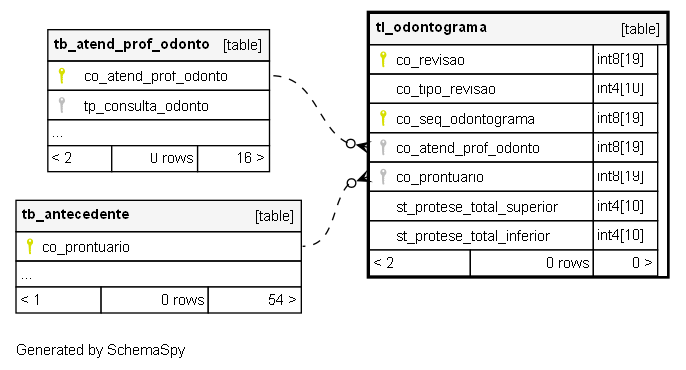 tb_atend_prof_odonto [table]
co_atend_prof_odonto
tp_consulta_odonto
...
< 2 0 rows 16 >
tb_antecedente [table]
co_prontuario
...
< 1 0 rows 54 >
tl_odontograma [table]
co_revisao int8[19]
co_tipo_revisao int4[10]
co_seq_odontograma int8[19]
co_atend_prof_odonto int8[19]
co_prontuario int8[19]
st_protese_total_superior int4[10]
st_protese_total_inferior int4[10]
< 2 0 rows 0 >
Generated by SchemaSpy